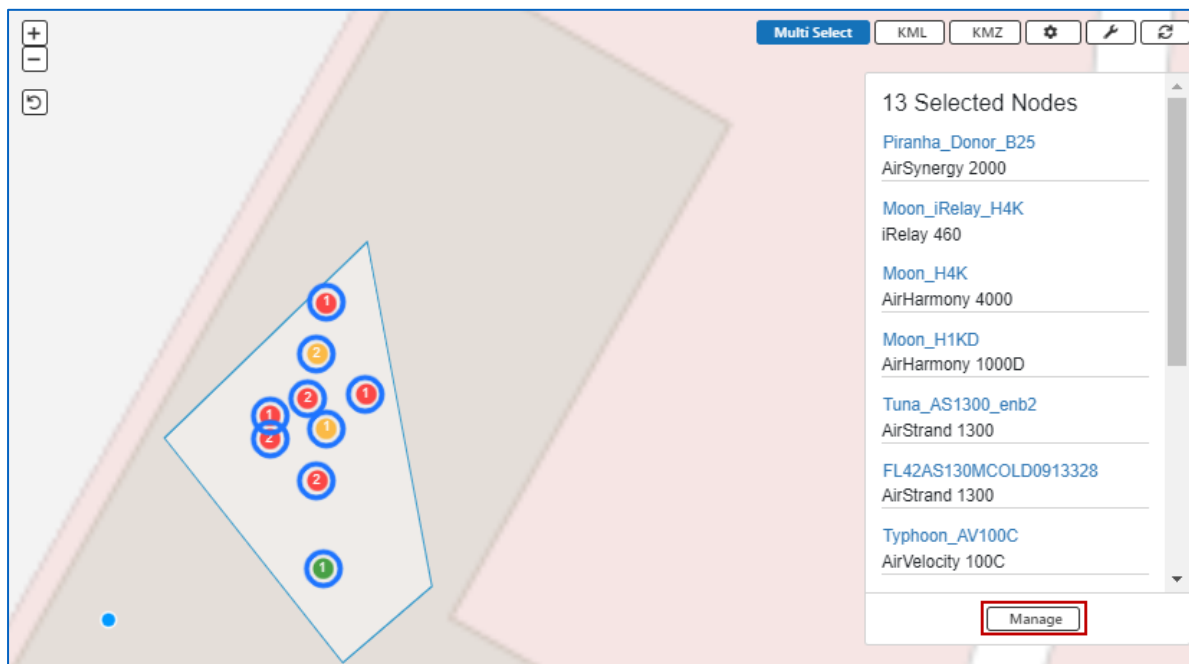 +
−
Multi Select KML KMZ
13 Selected Nodes
Piranha_Donor_B25
AirSynergy 2000
Moon_iRelay_H4K
iRelay 460
Moon_H4K
AirHarmony 4000
Moon_H1KD
AirHarmony 1000D
Tuna_AS1300_enb2
AirStrand 1300
FL42AS130MCOLD0913328
AirStrand 1300
Typhoon_AV100C
AirVelocity 100C
Manage
1
2
2
1
1
1
2
2
1